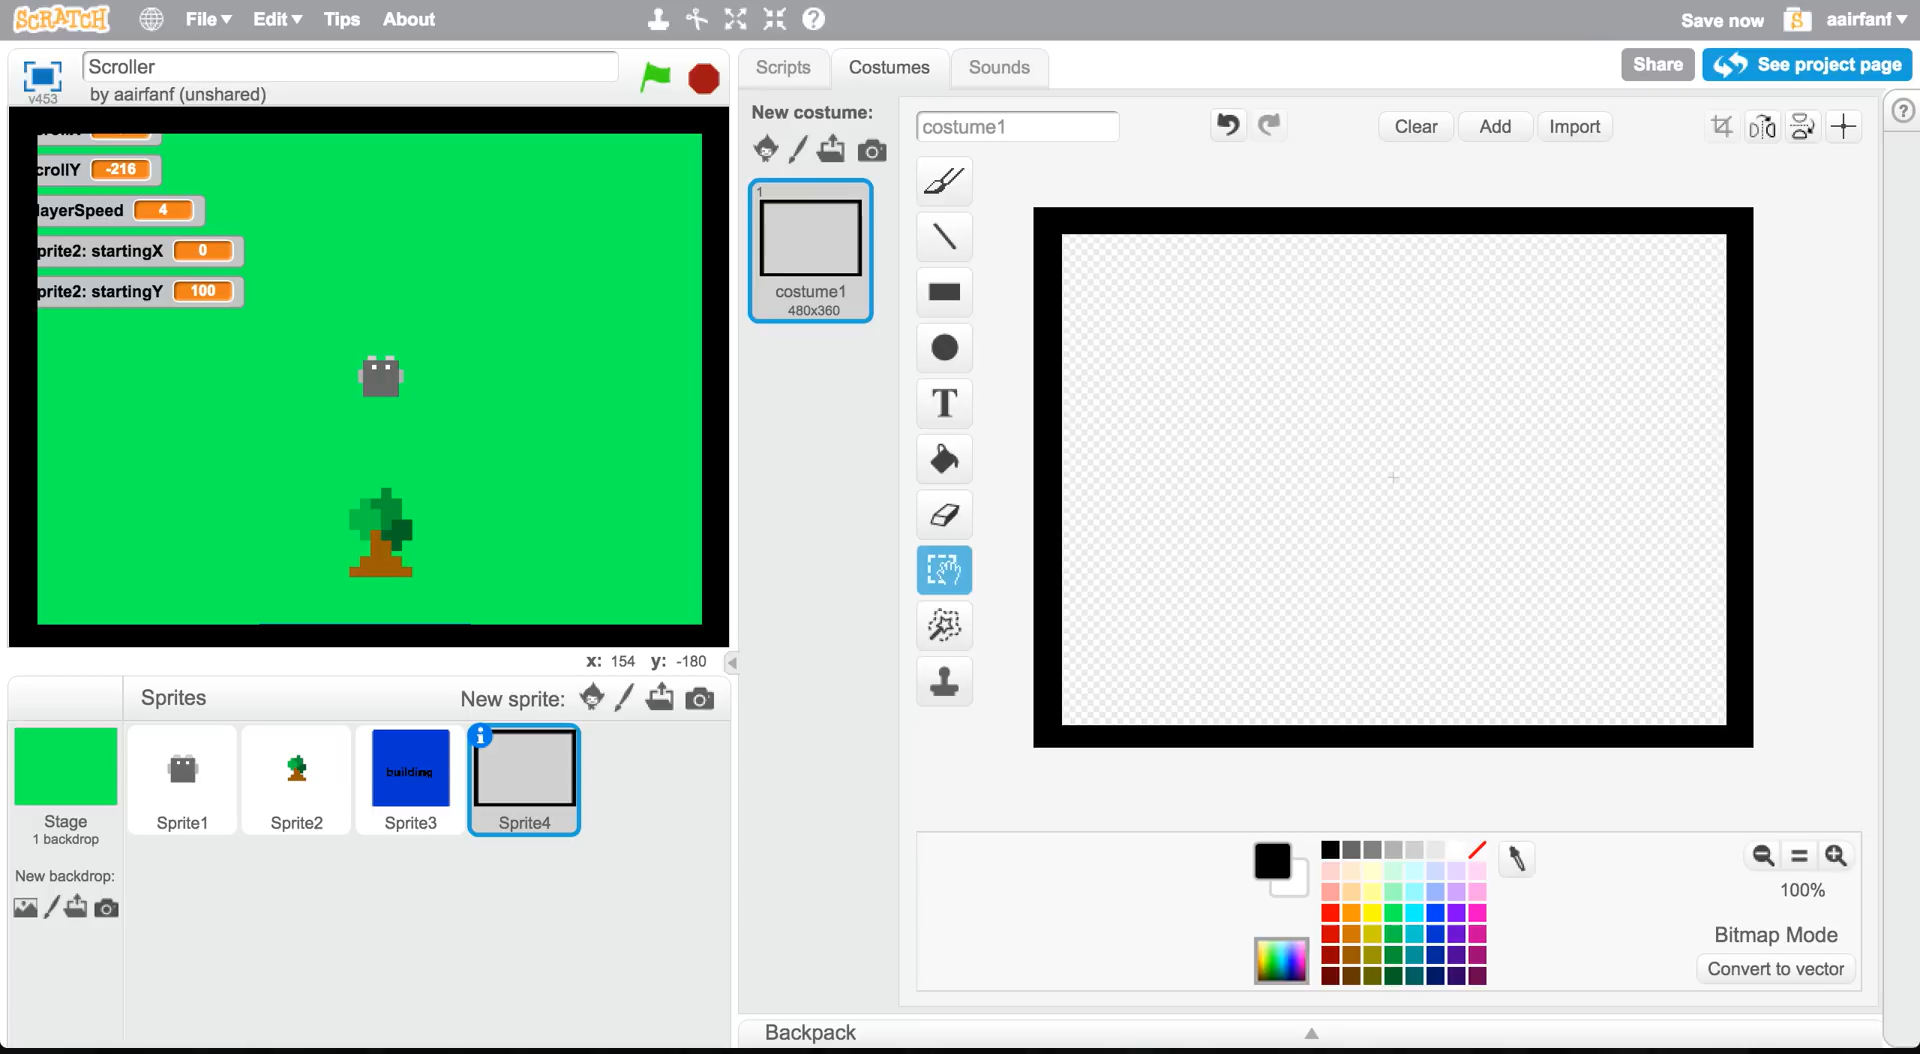 SCRATCH File Edit Tips About Save now S aairfanf
v453 Scroller
by aairfanf (unshared)
Scripts Costumes Sounds Share See project page
New costume:
costume1 Clear Add Import
1
costume1
480x360
T
crollY -216
layerSpeed 4
prite2: startingX 0
prite2: startingY 100
x: 154 y: -180
Sprites New sprite:
building
Stage
1 backdrop
Sprite1 Sprite2 Sprite3 Sprite4
New backdrop:
100%
Bitmap Mode
Convert to vector
Backpack